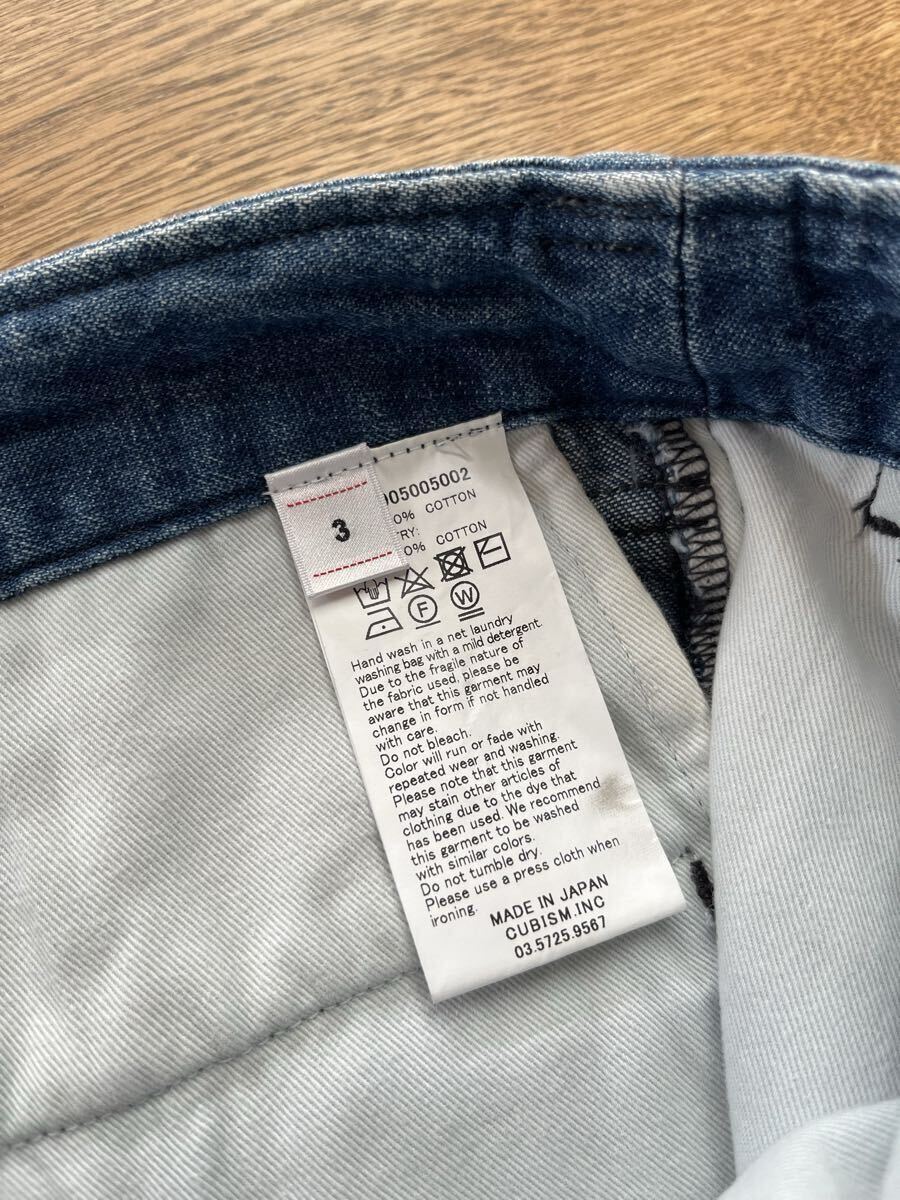 3
005005002
0% COTTON
TRY:
0% COTTON
F W
Hand wash in a net laundry
washing bag with a mild detergent.
Due to the fragile nature of
the fabric used, please be
aware that this garment may
change in form if not handled
with care.
Do not bleach.
Color will run or fade with
repeated wear and washing.
Please note that this garment
may stain other articles of
clothing due to the dye that
has been used. We recommend
this garment to be washed
with similar colors.
Do not tumble dry.
Please use a press cloth when
ironing.
MADE IN JAPAN
CUBISM.INC
03.5725.9567